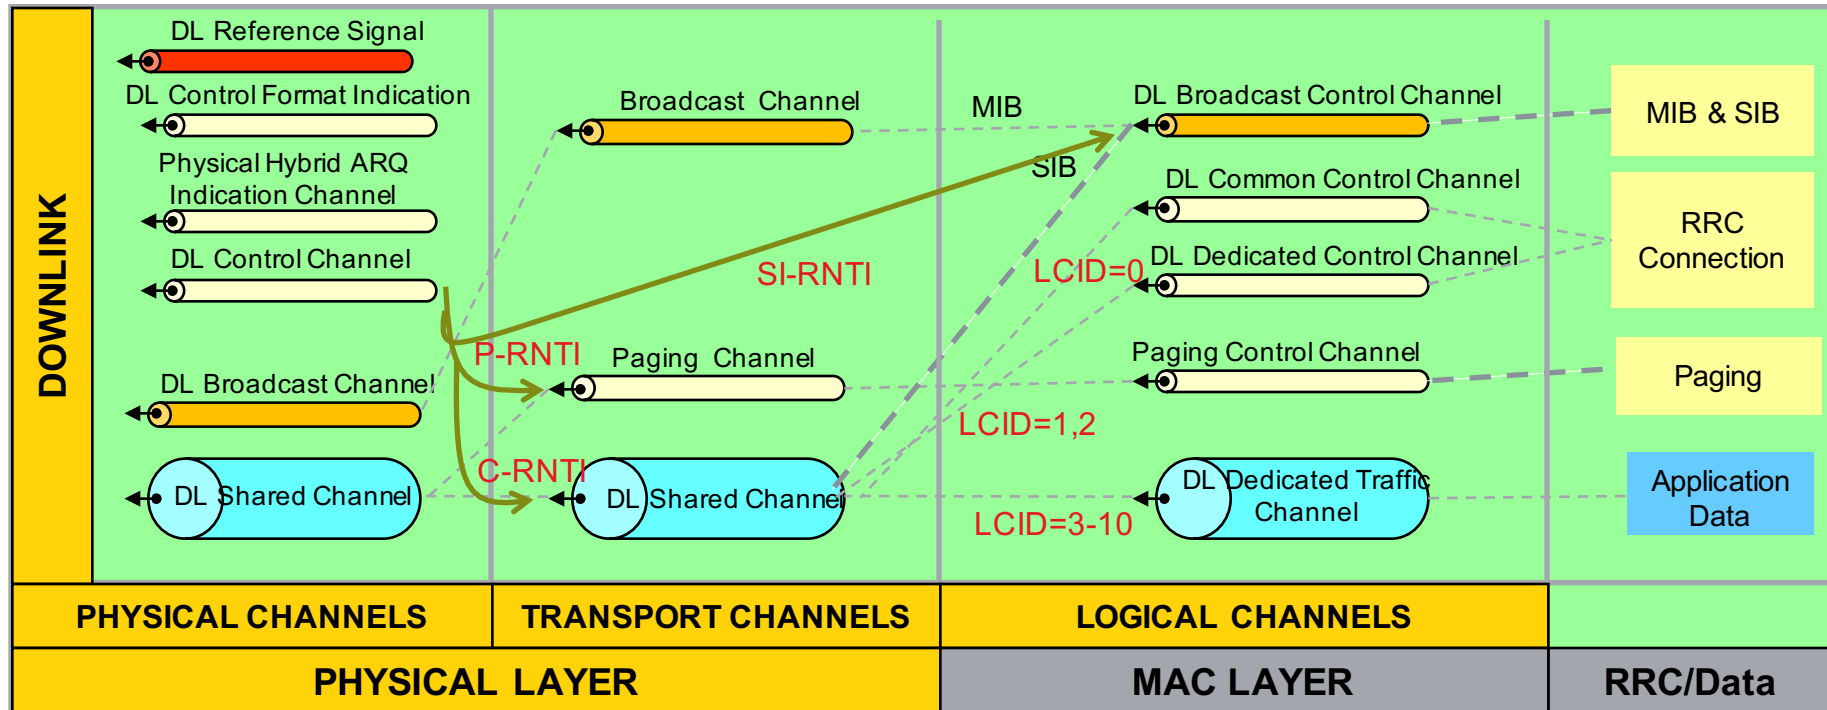 DOWNLINK
DL Reference Signal
DL Control Format Indication
Physical Hybrid ARQ
Indication Channel
DL Control Channel
DL Broadcast Channel
DL Shared Channel
Broadcast Channel
SI-RNTI
P-RNTI
Paging Channel
C-RNTI
DL Shared Channel
MIB
SIB
LCID=0
LCID=1,2
LCID=3-10
DL Broadcast Control Channel
DL Common Control Channel
DL Dedicated Control Channel
Paging Control Channel
DL Dedicated Traffic
Channel
MIB & SIB
RRC
Connection
Paging
Application
Data
PHYSICAL CHANNELS
TRANSPORT CHANNELS
LOGICAL CHANNELS
PHYSICAL LAYER
MAC LAYER
RRC/Data